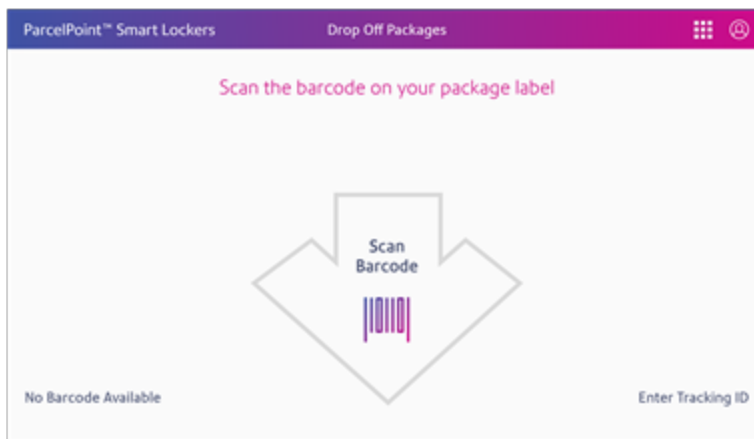 ParcelPoint™ Smart Lockers
Drop Off Packages
Scan the barcode on your package label
Scan
Barcode
No Barcode Available
Enter Tracking ID